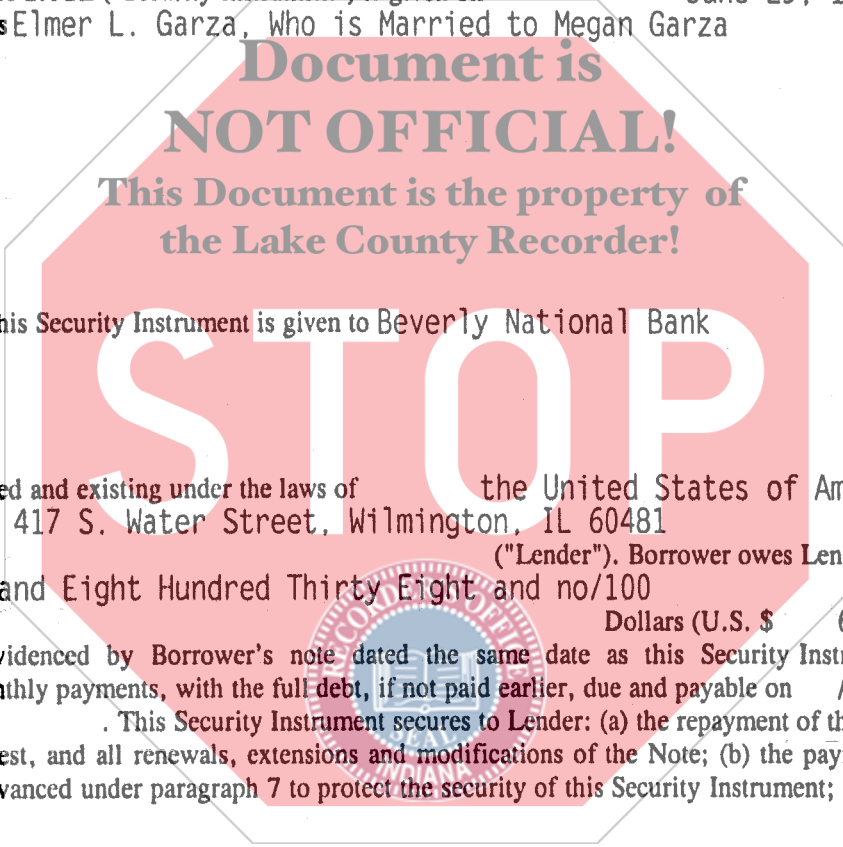 Elmer L. Garza, Who is Married to Megan Garza
Document is
NOT OFFICIAL!
This Document is the property of
the Lake County Recorder!
his Security Instrument is given to Beverly National Bank
STOP
ed and existing under the laws of the United States of Am
417 S. Water Street, Wilmington, IL 60481
("Lender"). Borrower owes Len
and Eight Hundred Thirty Eight and no/100
Dollars (U.S. $
RECORDER'S OFFICE
videnced by Borrower's note dated the same date as this Security Instr
nthly payments, with the full debt, if not paid earlier, due and payable on
. This Security Instrument secures to Lender: (a) the repayment of th
SEAL
est, and all renewals, extensions and modifications of the Note; (b) the pay
INDIANA
vanced under paragraph 7 to protect the security of this Security Instrument;